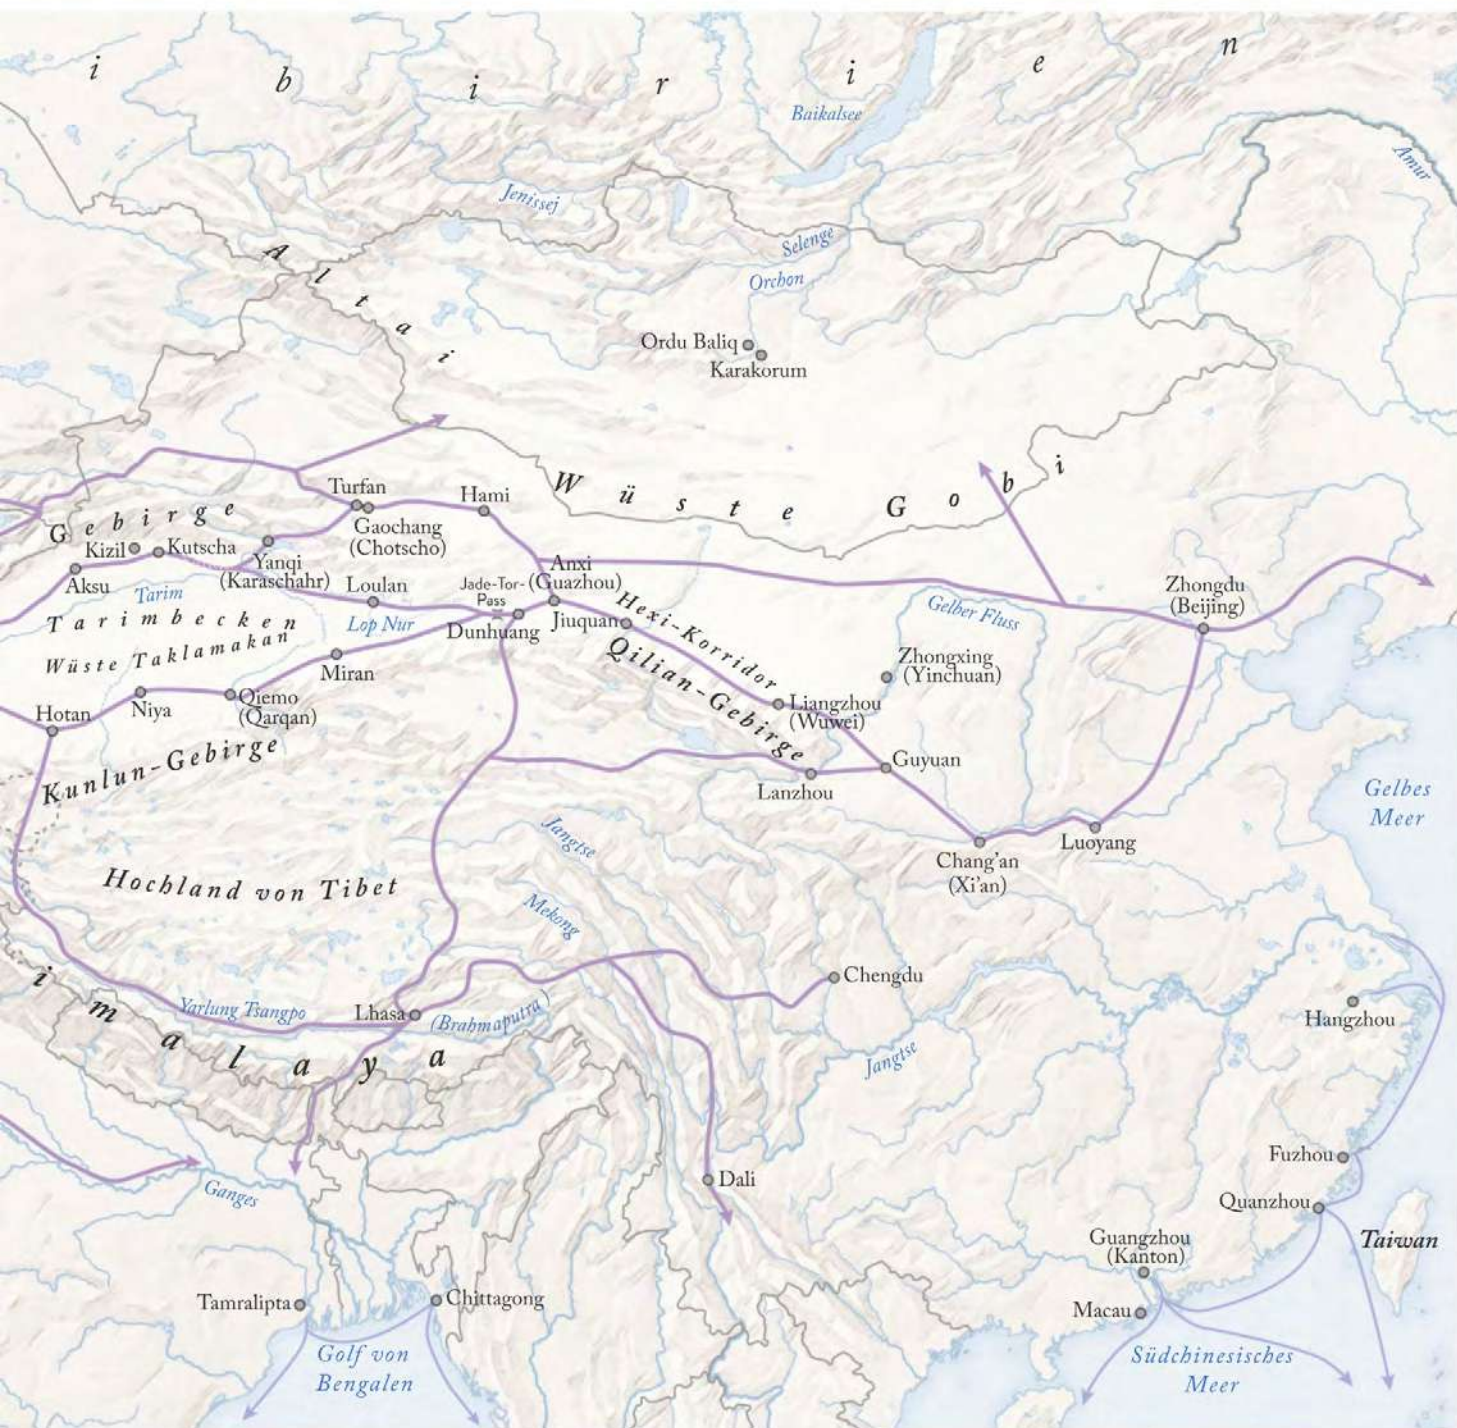 i b i r i e n
Baikalsee
Amur
Jenissej
Selenge
Orchon
Altai
Ordu Baliq
Karakorum
Wüste Gobi
Turfan
Hami
Gebirge
Gaochang
(Chotscho)
Kizil
Kutscha
Yanqi
(Karaschahr)
Aksu
Tarim
Loulan
Jade-Tor-
Pass
Anxi
(Guazhou)
Zhongdu
(Beijing)
Tarimbecken
Lop Nur
Dunhuang
Jiuquan
Hexi-Korridor
Gelber Fluss
Wüste Taklamakan
Miran
Qilian-Gebirge
Zhongxing
(Yinchuan)
Hotan
Niya
Qiemo
(Qarqan)
Liangzhou
(Wuwei)
Kunlun-Gebirge
Guyuan
Lanzhou
Gelbes
Meer
Jangtse
Luoyang
Chang'an
(Xi'an)
Hochland von Tibet
Mekong
Chengdu
imalaya
Yarlung Tsangpo
Lhasa
(Brahmaputra)
Hangzhou
Jangtse
Fuzhou
Ganges
Dali
Quanzhou
Guangzhou
(Kanton)
Taiwan
Tamralipta
Chittagong
Macau
Golf von
Bengalen
Südchinesisches
Meer